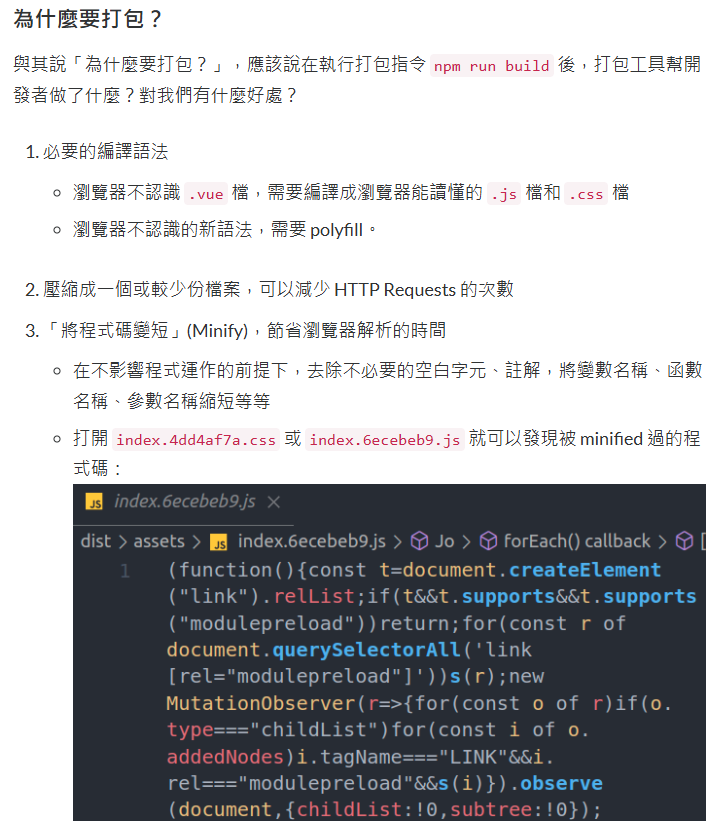 為什麼要打包？
與其說「為什麼要打包？」，應該說在執行打包指令 npm run build 後，打包工具幫開
發者做了什麼？對我們有什麼好處？
1. 必要的編譯語法
瀏覽器不認識 .vue 檔，需要編譯成瀏覽器能讀懂的 .js 檔和 .css 檔
瀏覽器不認識的新語法，需要 polyfill。
2. 壓縮成一個或較少份檔案，可以減少 HTTP Requests 的次數
3. 「將程式碼變短」(Minify)，節省瀏覽器解析的時間
在不影響程式運作的前提下，去除不必要的空白字元、註解，將變數名稱、函數
名稱、參數名稱縮短等等
打開 index.4dd4af7a.css 或 index.6ecebeb9.js 就可以發現被 minified 過的程
式碼：
JS index.6ecebeb9.js ×
dist > assets > JS index.6ecebeb9.js > Jo > forEach() callback > [
1 (function(){const t=document.createElement
("link").relList;if(t&&t.supports&&t.supports
("modulepreload"))return;for(const r of
document.querySelectorAll('link
[rel="modulepreload"]'))s(r);new
MutationObserver(r=>{for(const o of r)if(o.
type==="childList")for(const i of o.
addedNodes)i.tagName==="LINK"&&i.
rel==="modulepreload"&&s(i)}).observe
(document,{childList:!0,subtree:!0});